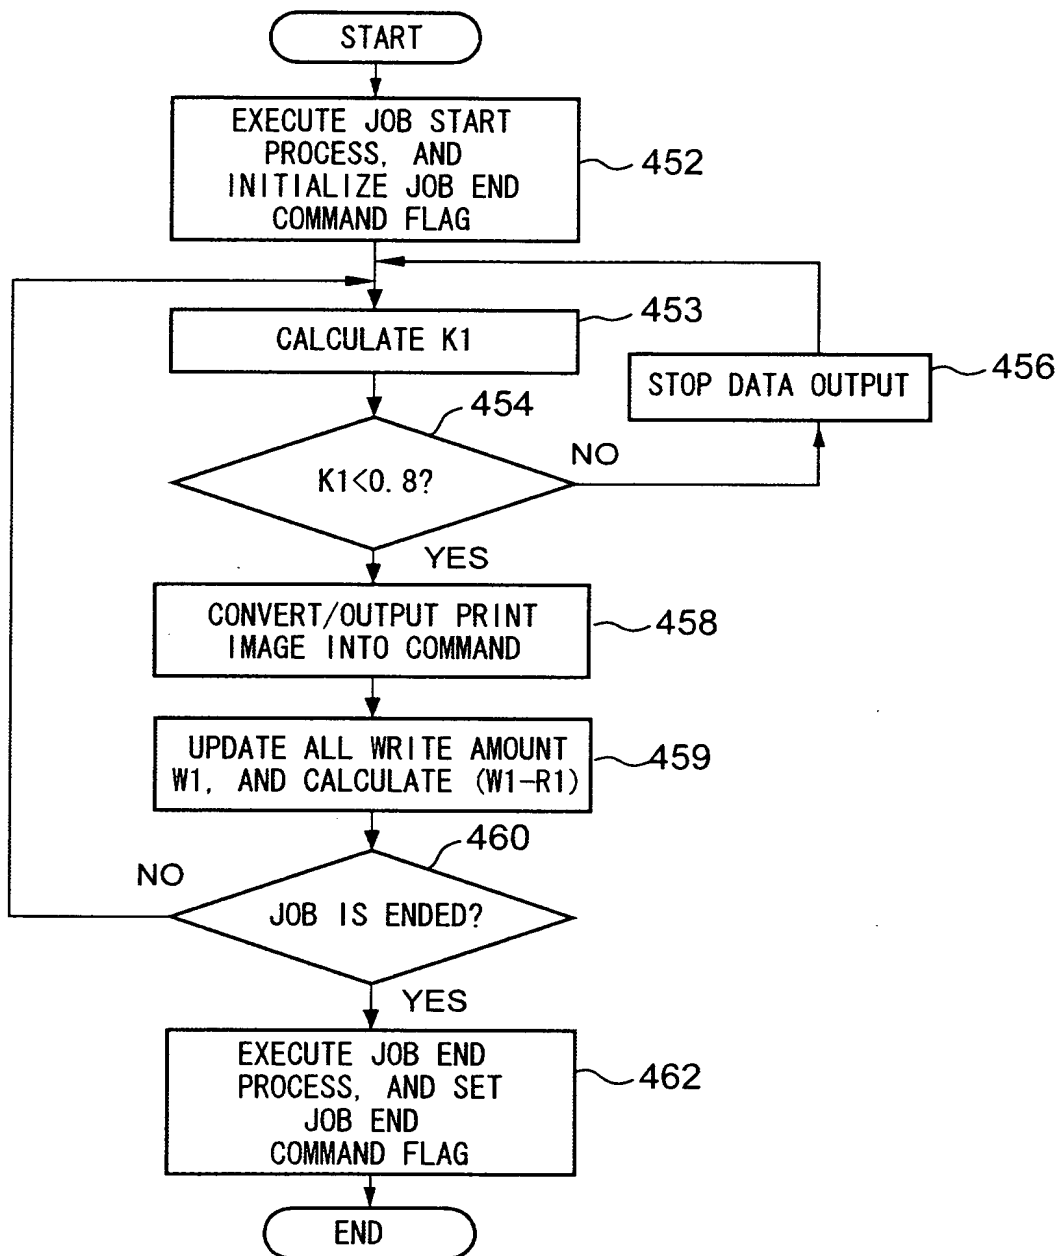 START
EXECUTE JOB START
PROCESS, AND
INITIALIZE JOB END
COMMAND FLAG
452
CALCULATE K1
453
STOP DATA OUTPUT
456
454
K1<0.8?
NO
YES
CONVERT/OUTPUT PRINT
IMAGE INTO COMMAND
458
UPDATE ALL WRITE AMOUNT
W1, AND CALCULATE (W1-R1)
459
460
NO
JOB IS ENDED?
YES
EXECUTE JOB END
PROCESS, AND SET
JOB END
COMMAND FLAG
462
END